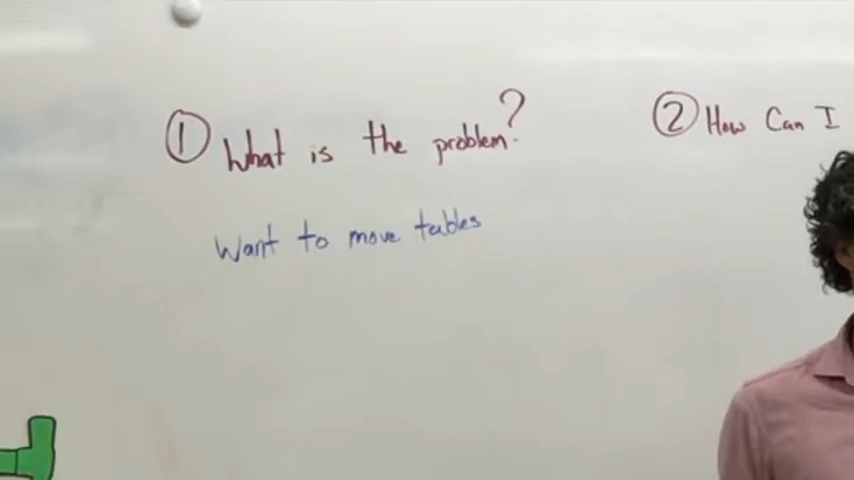 ① What is the problem?
② How Can I
Want to move tables